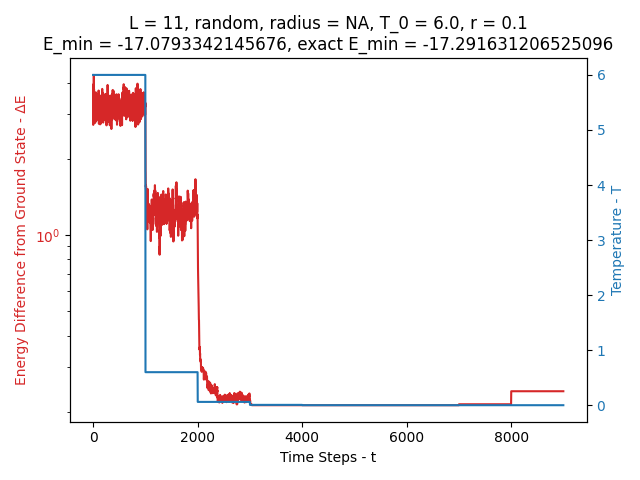 L = 11, random, radius = NA, T_0 = 6.0, r = 0.1
E_min = -17.0793342145676, exact E_min = -17.291631206525096
Energy Difference from Ground State - ΔE
10⁰
6
5
4
3
2
1
0
Temperature - T
0
2000
4000
6000
8000
Time Steps - t